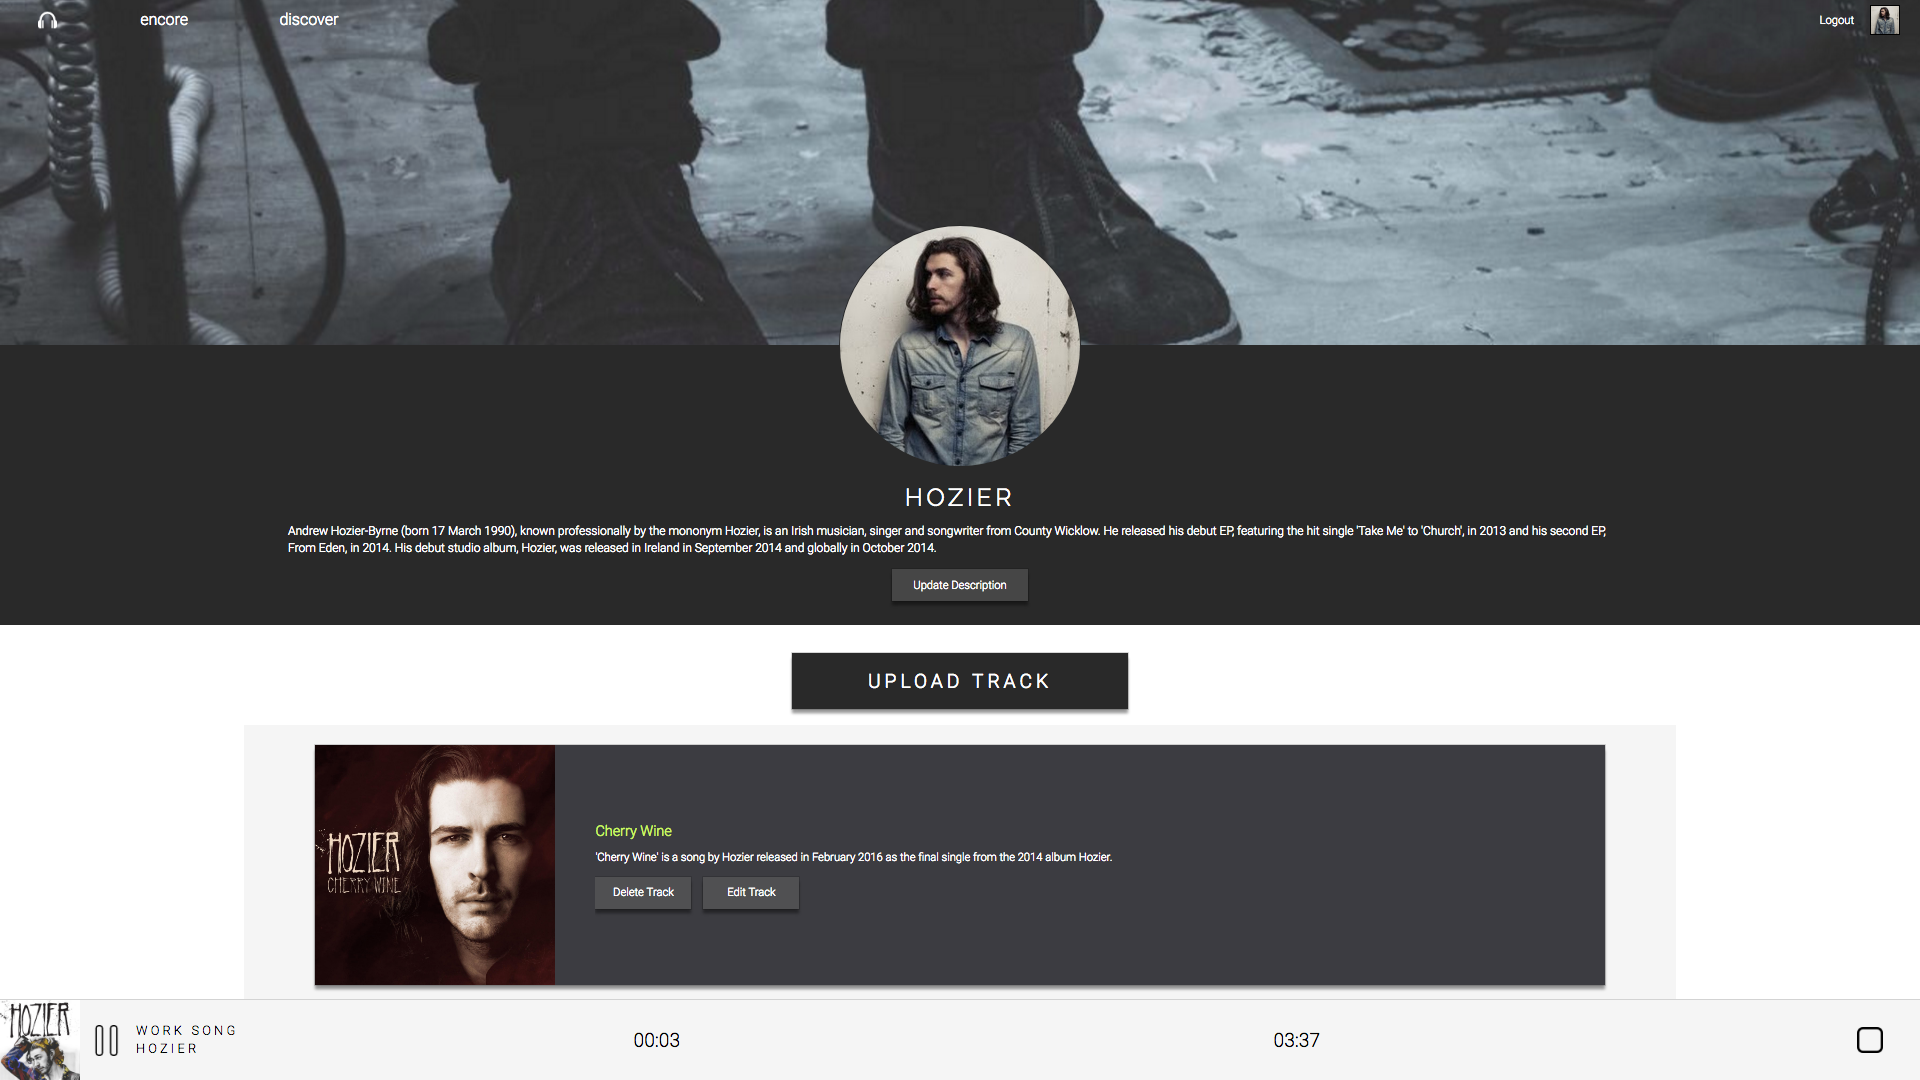 encore
discover
Logout
HOZIER
Andrew Hozier-Byrne (born 17 March 1990), known professionally by the mononym Hozier, is an Irish musician, singer and songwriter from County Wicklow. He released his debut EP, featuring the hit single 'Take Me' to 'Church', in 2013 and his second EP,
From Eden, in 2014. His debut studio album, Hozier, was released in Ireland in September 2014 and globally in October 2014.
Update Description
UPLOAD TRACK
HOZIER
CHERRY WINE
Cherry Wine
'Cherry Wine' is a song by Hozier released in February 2016 as the final single from the 2014 album Hozier.
Delete Track
Edit Track
HOZIER
WORK SONG
HOZIER
00:03
03:37